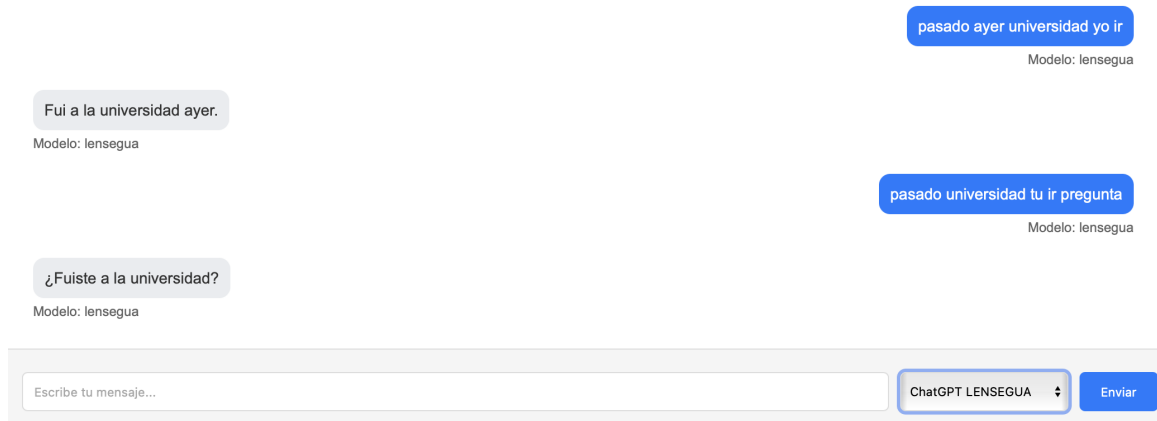 pasado ayer universidad yo ir
Modelo: lensegua
Fui a la universidad ayer.
Modelo: lensegua
pasado universidad tu ir pregunta
Modelo: lensegua
¿Fuiste a la universidad?
Modelo: lensegua
Escribe tu mensaje...
ChatGPT LENSEGUA
Enviar